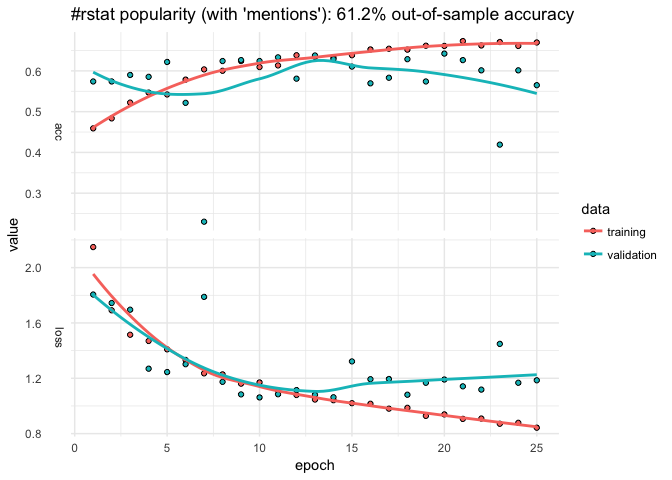 #rstat popularity (with 'mentions'): 61.2% out-of-sample accuracy
value
0.6
0.5
0.4
0.3
acc
2.0
1.6
1.2
0.8
loss
0
5
10
15
20
25
epoch
data
training
validation